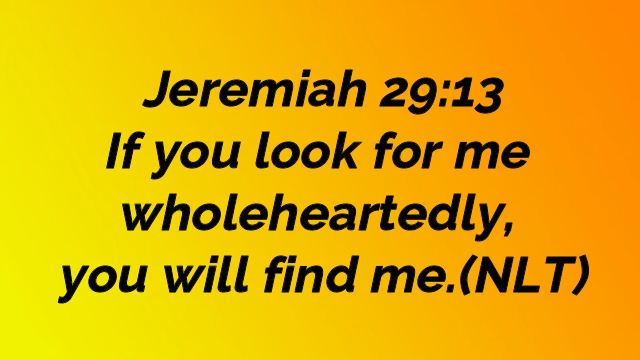 Jeremiah 29:13
If you look for me
wholeheartedly,
you will find me.(NLT)